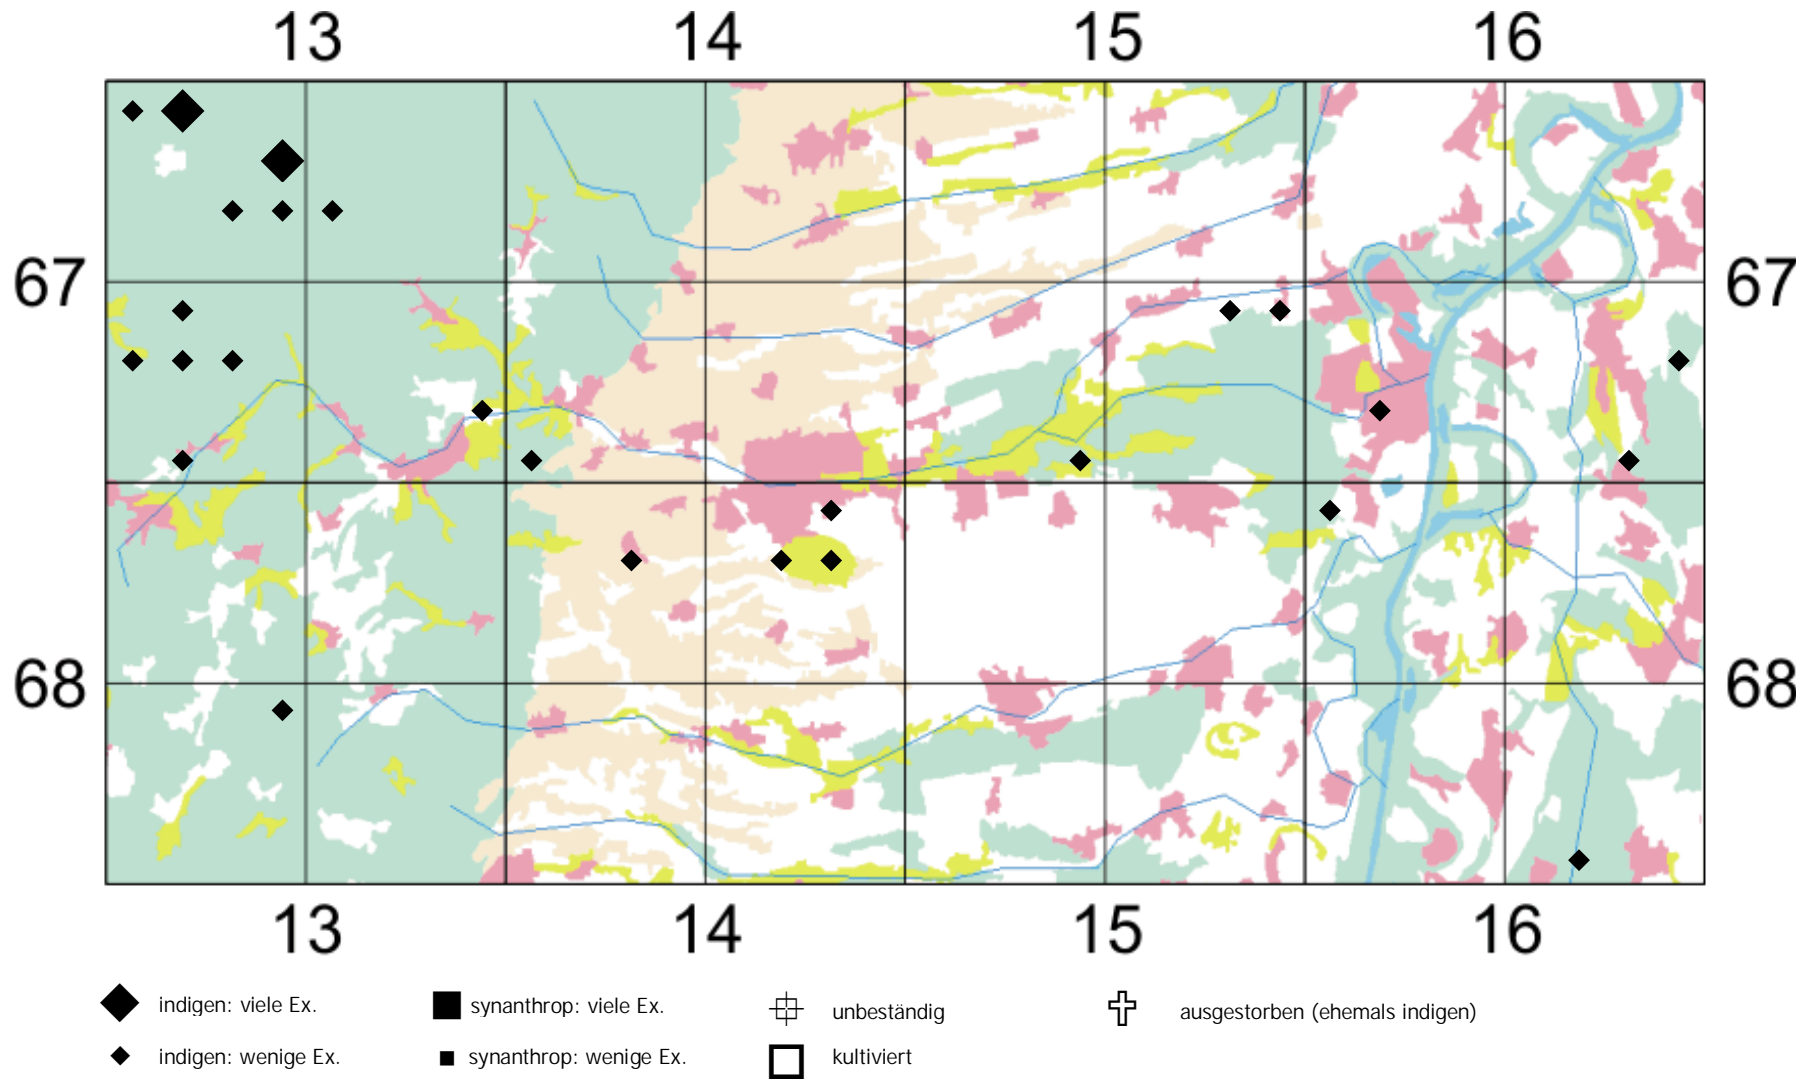 13 14 15 16
67 67
68 68
13 14 15 16
indigen: viele Ex. synanthrop: viele Ex. unbeständig ausgestorben (ehemals indigen)
indigen: wenige Ex. synanthrop: wenige Ex. kultiviert